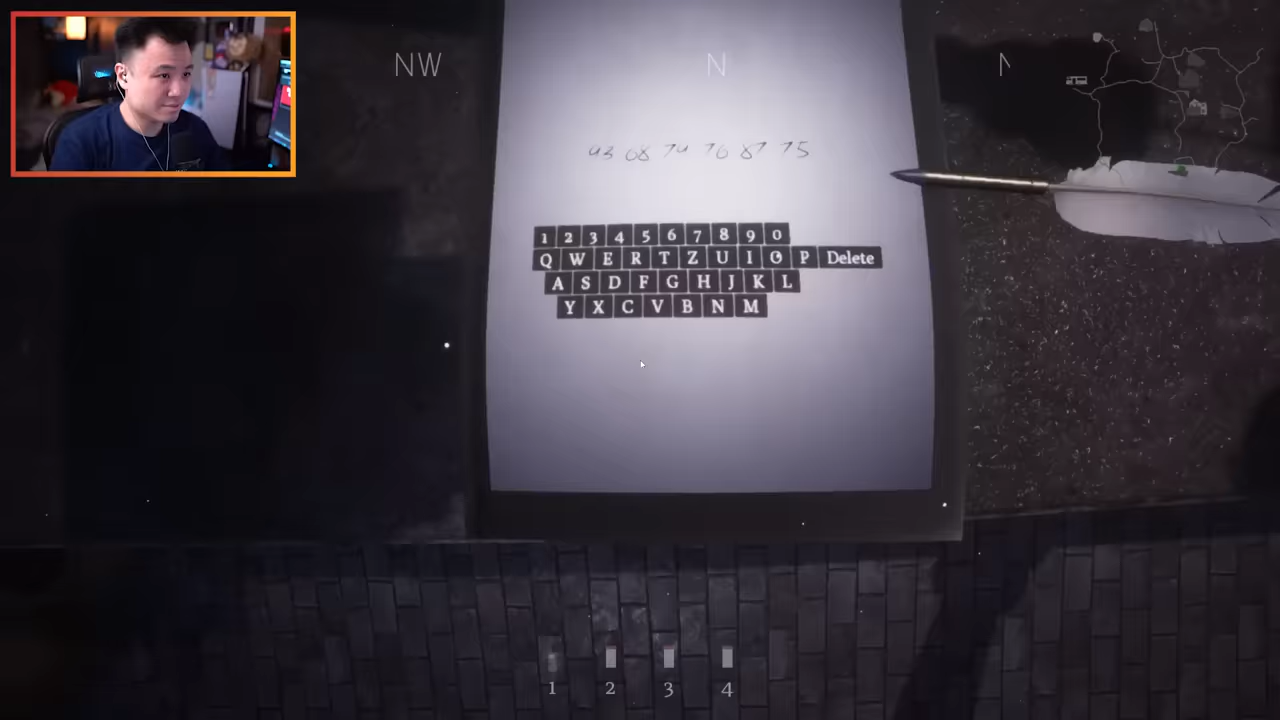 NW N
43 68 74 76 87 75
1 2 3 4 5 6 7 8 9 0
Q W E R T Z U I O P Delete
A S D F G H J K L
Y X C V B N M
1 2 3 4